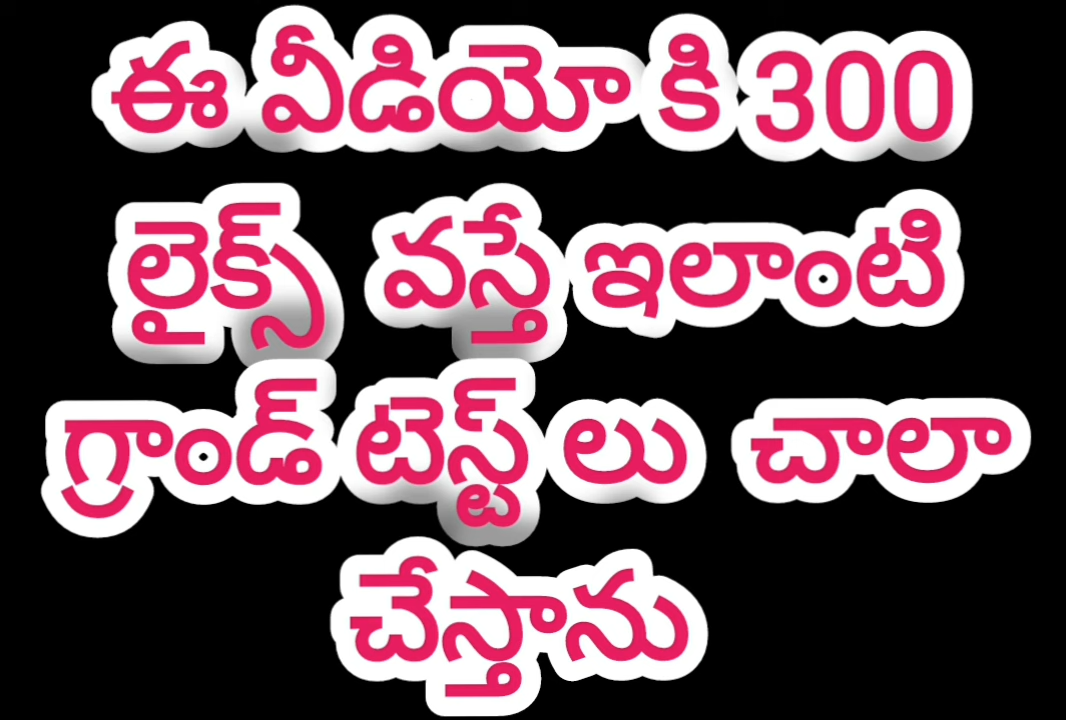 ఈ వీడియో కి 300
లైక్స్ వస్తే ఇలాంటి
గ్రాండ్ టెస్ట్ లు చాలా
చేస్తాను